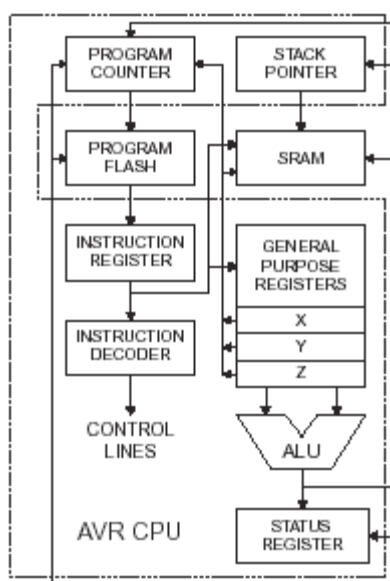 PROGRAM
COUNTER
STACK
POINTER
PROGRAM
FLASH
SRAM
INSTRUCTION
REGISTER
GENERAL
PURPOSE
REGISTERS
X
Y
Z
INSTRUCTION
DECODER
CONTROL
LINES
ALU
AVR CPU
STATUS
REGISTER